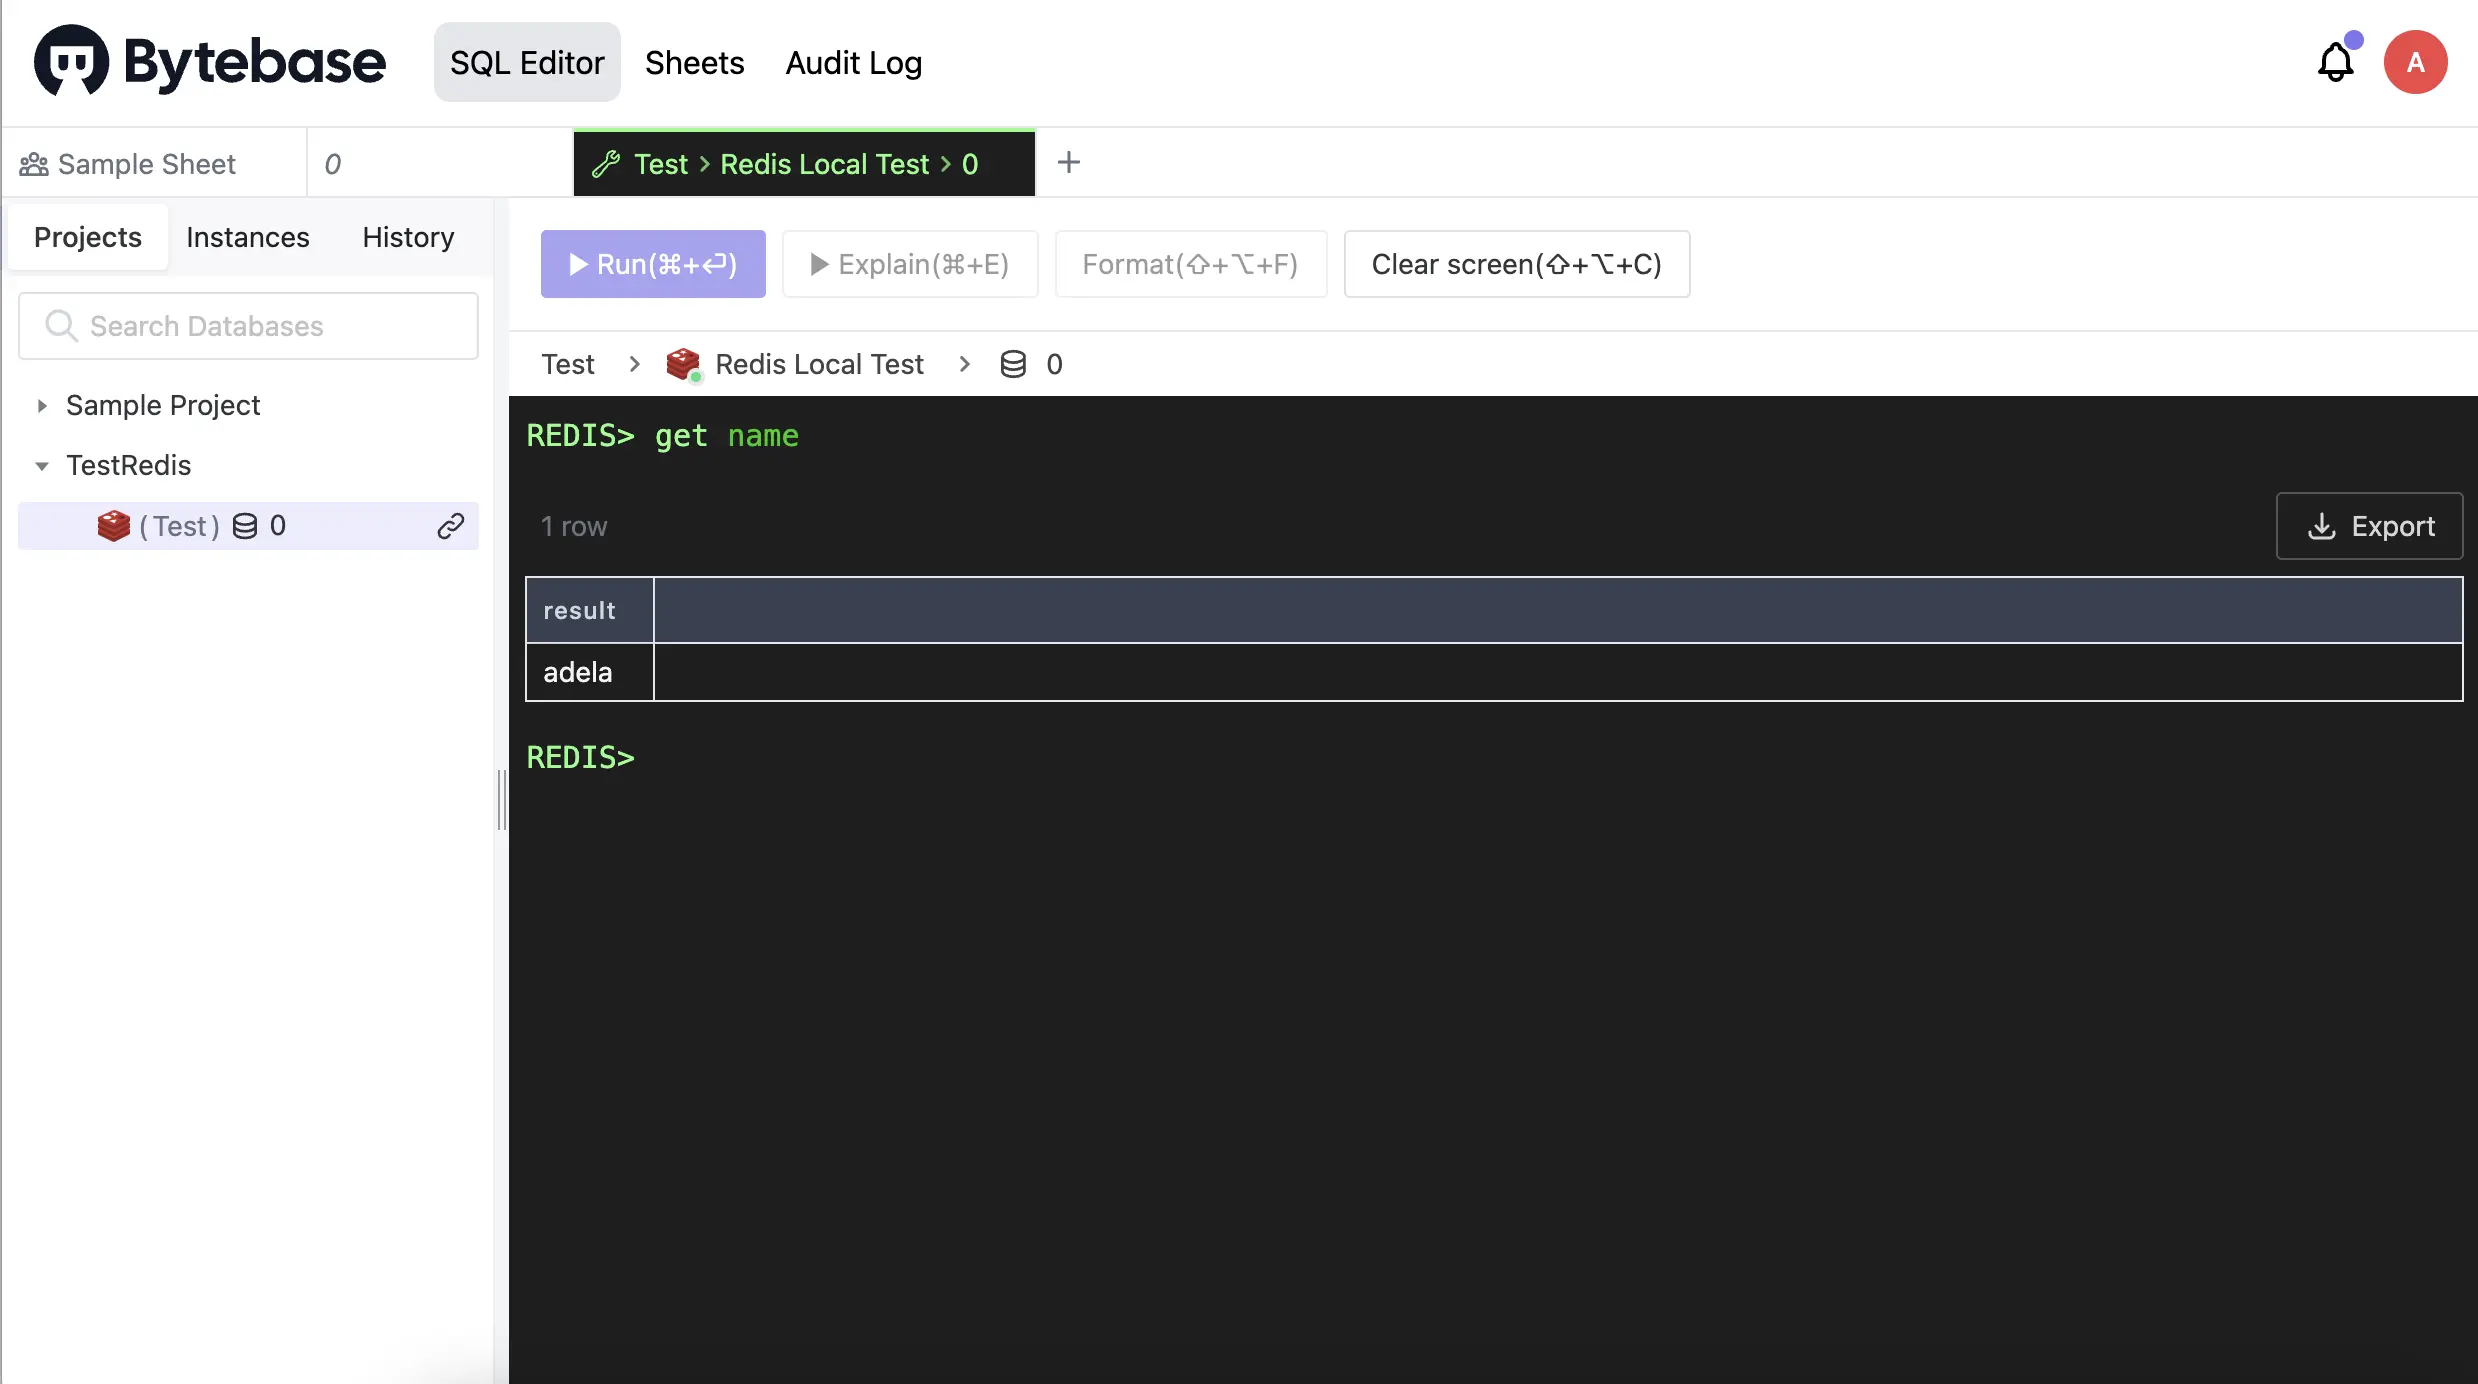 Bytebase SQL Editor Sheets Audit Log A
Sample Sheet 0 Test > Redis Local Test > 0 +
Projects Instances History
Run(⌘+⏎) Explain(⌘+E) Format(⇧+⌥+F) Clear screen(⇧+⌥+C)
Search Databases
Test > Redis Local Test > 0
Sample Project
TestRedis
(Test) 0
REDIS> get name
1 row Export
result
adela
REDIS>